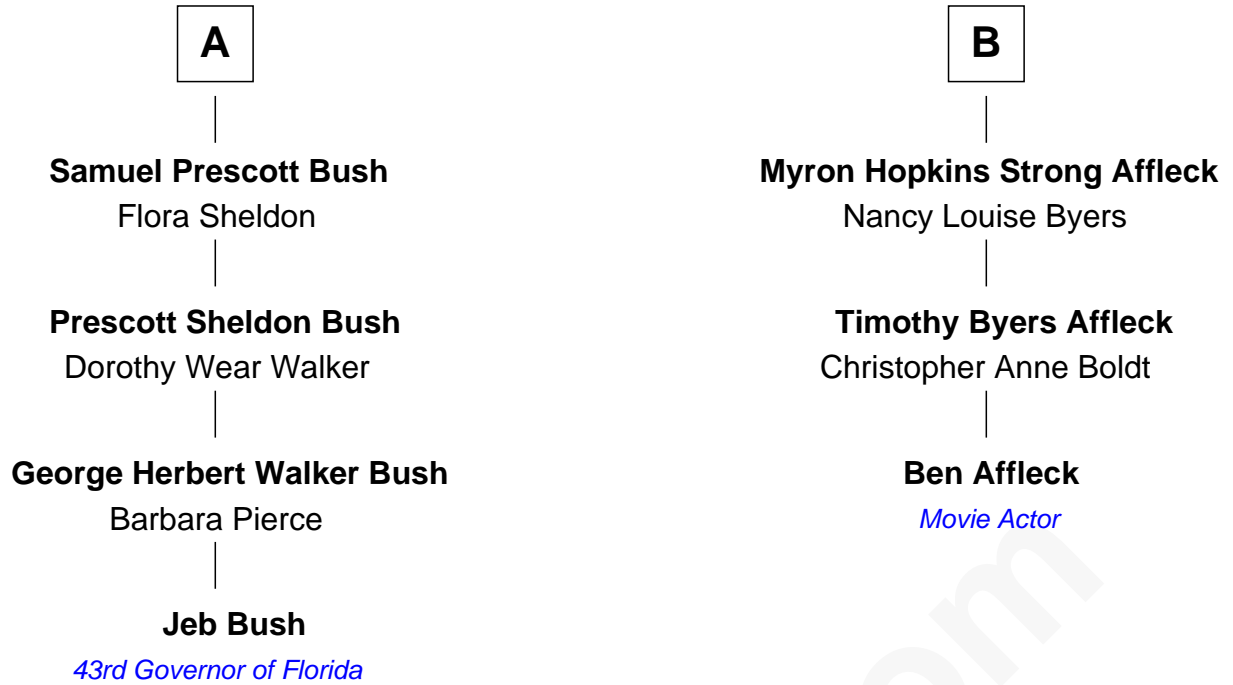 A
Samuel Prescott Bush
Flora Sheldon
Prescott Sheldon Bush
Dorothy Wear Walker
George Herbert Walker Bush
Barbara Pierce
Jeb Bush
43rd Governor of Florida
B
Myron Hopkins Strong Affleck
Nancy Louise Byers
Timothy Byers Affleck
Christopher Anne Boldt
Ben Affleck
Movie Actor
om